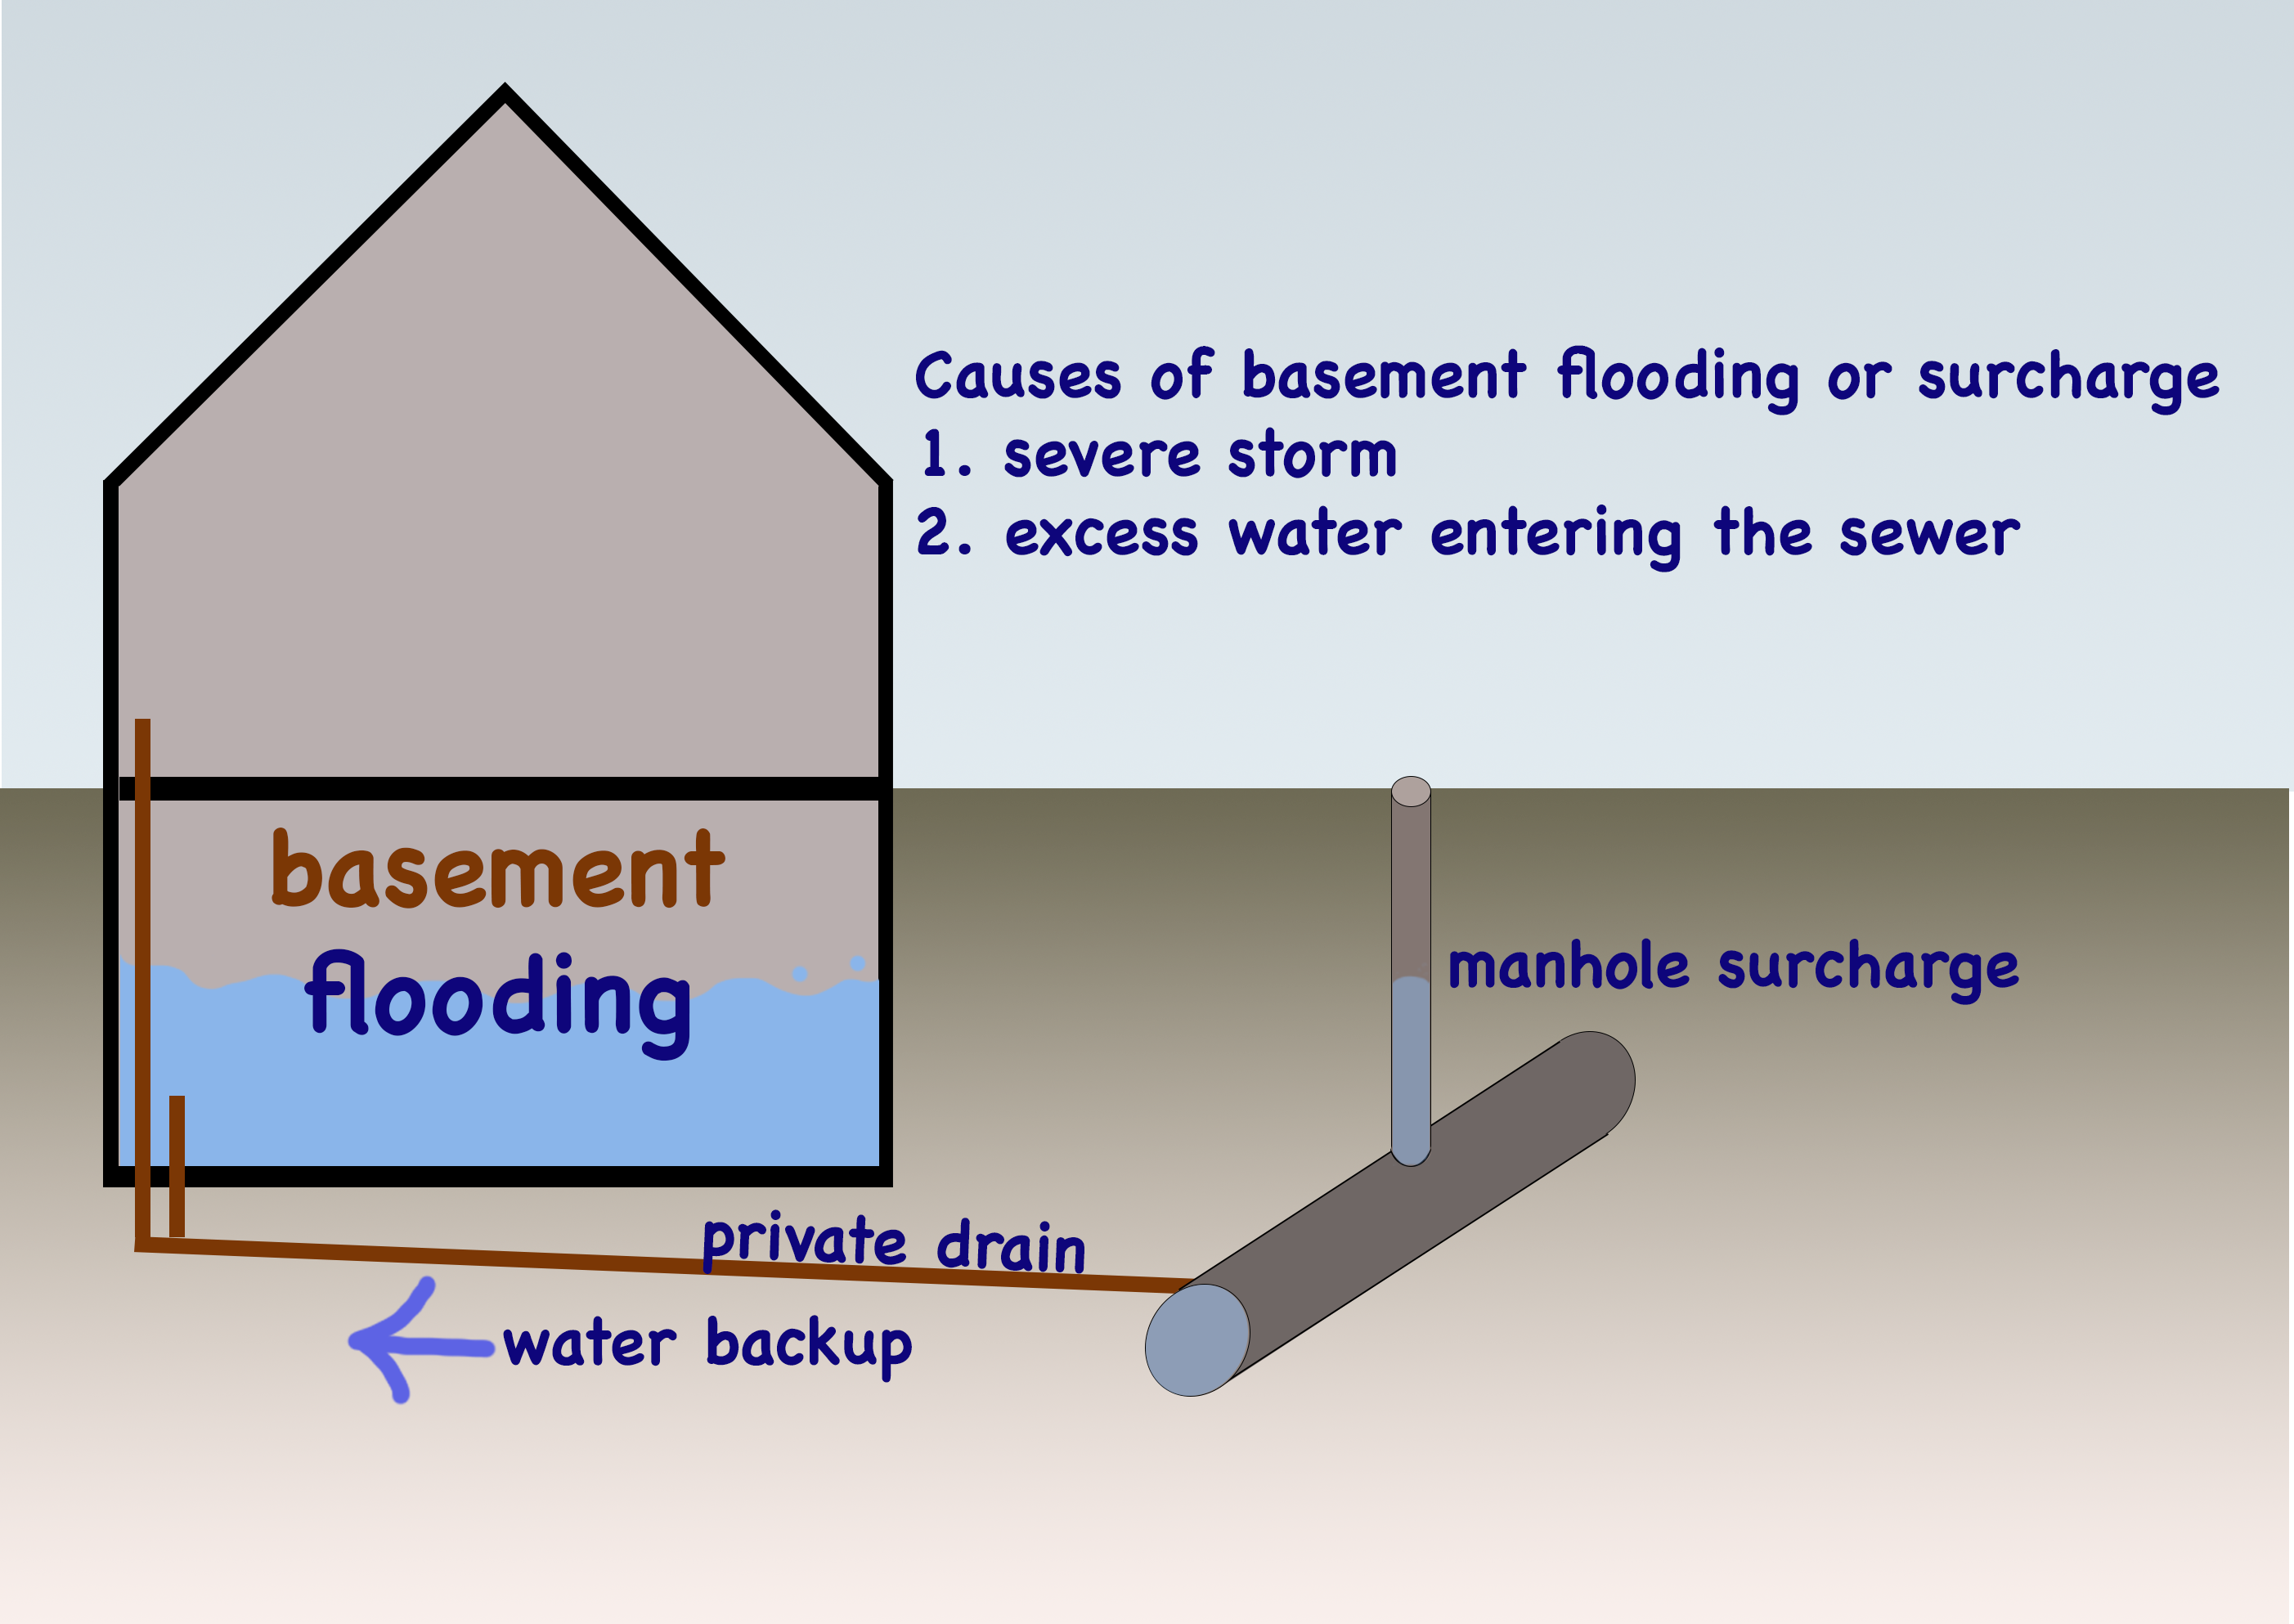 Causes of basement flooding or surcharge
1. severe storm
2. excess water entering the sewer
basement
flooding
manhole surcharge
private drain
water backup